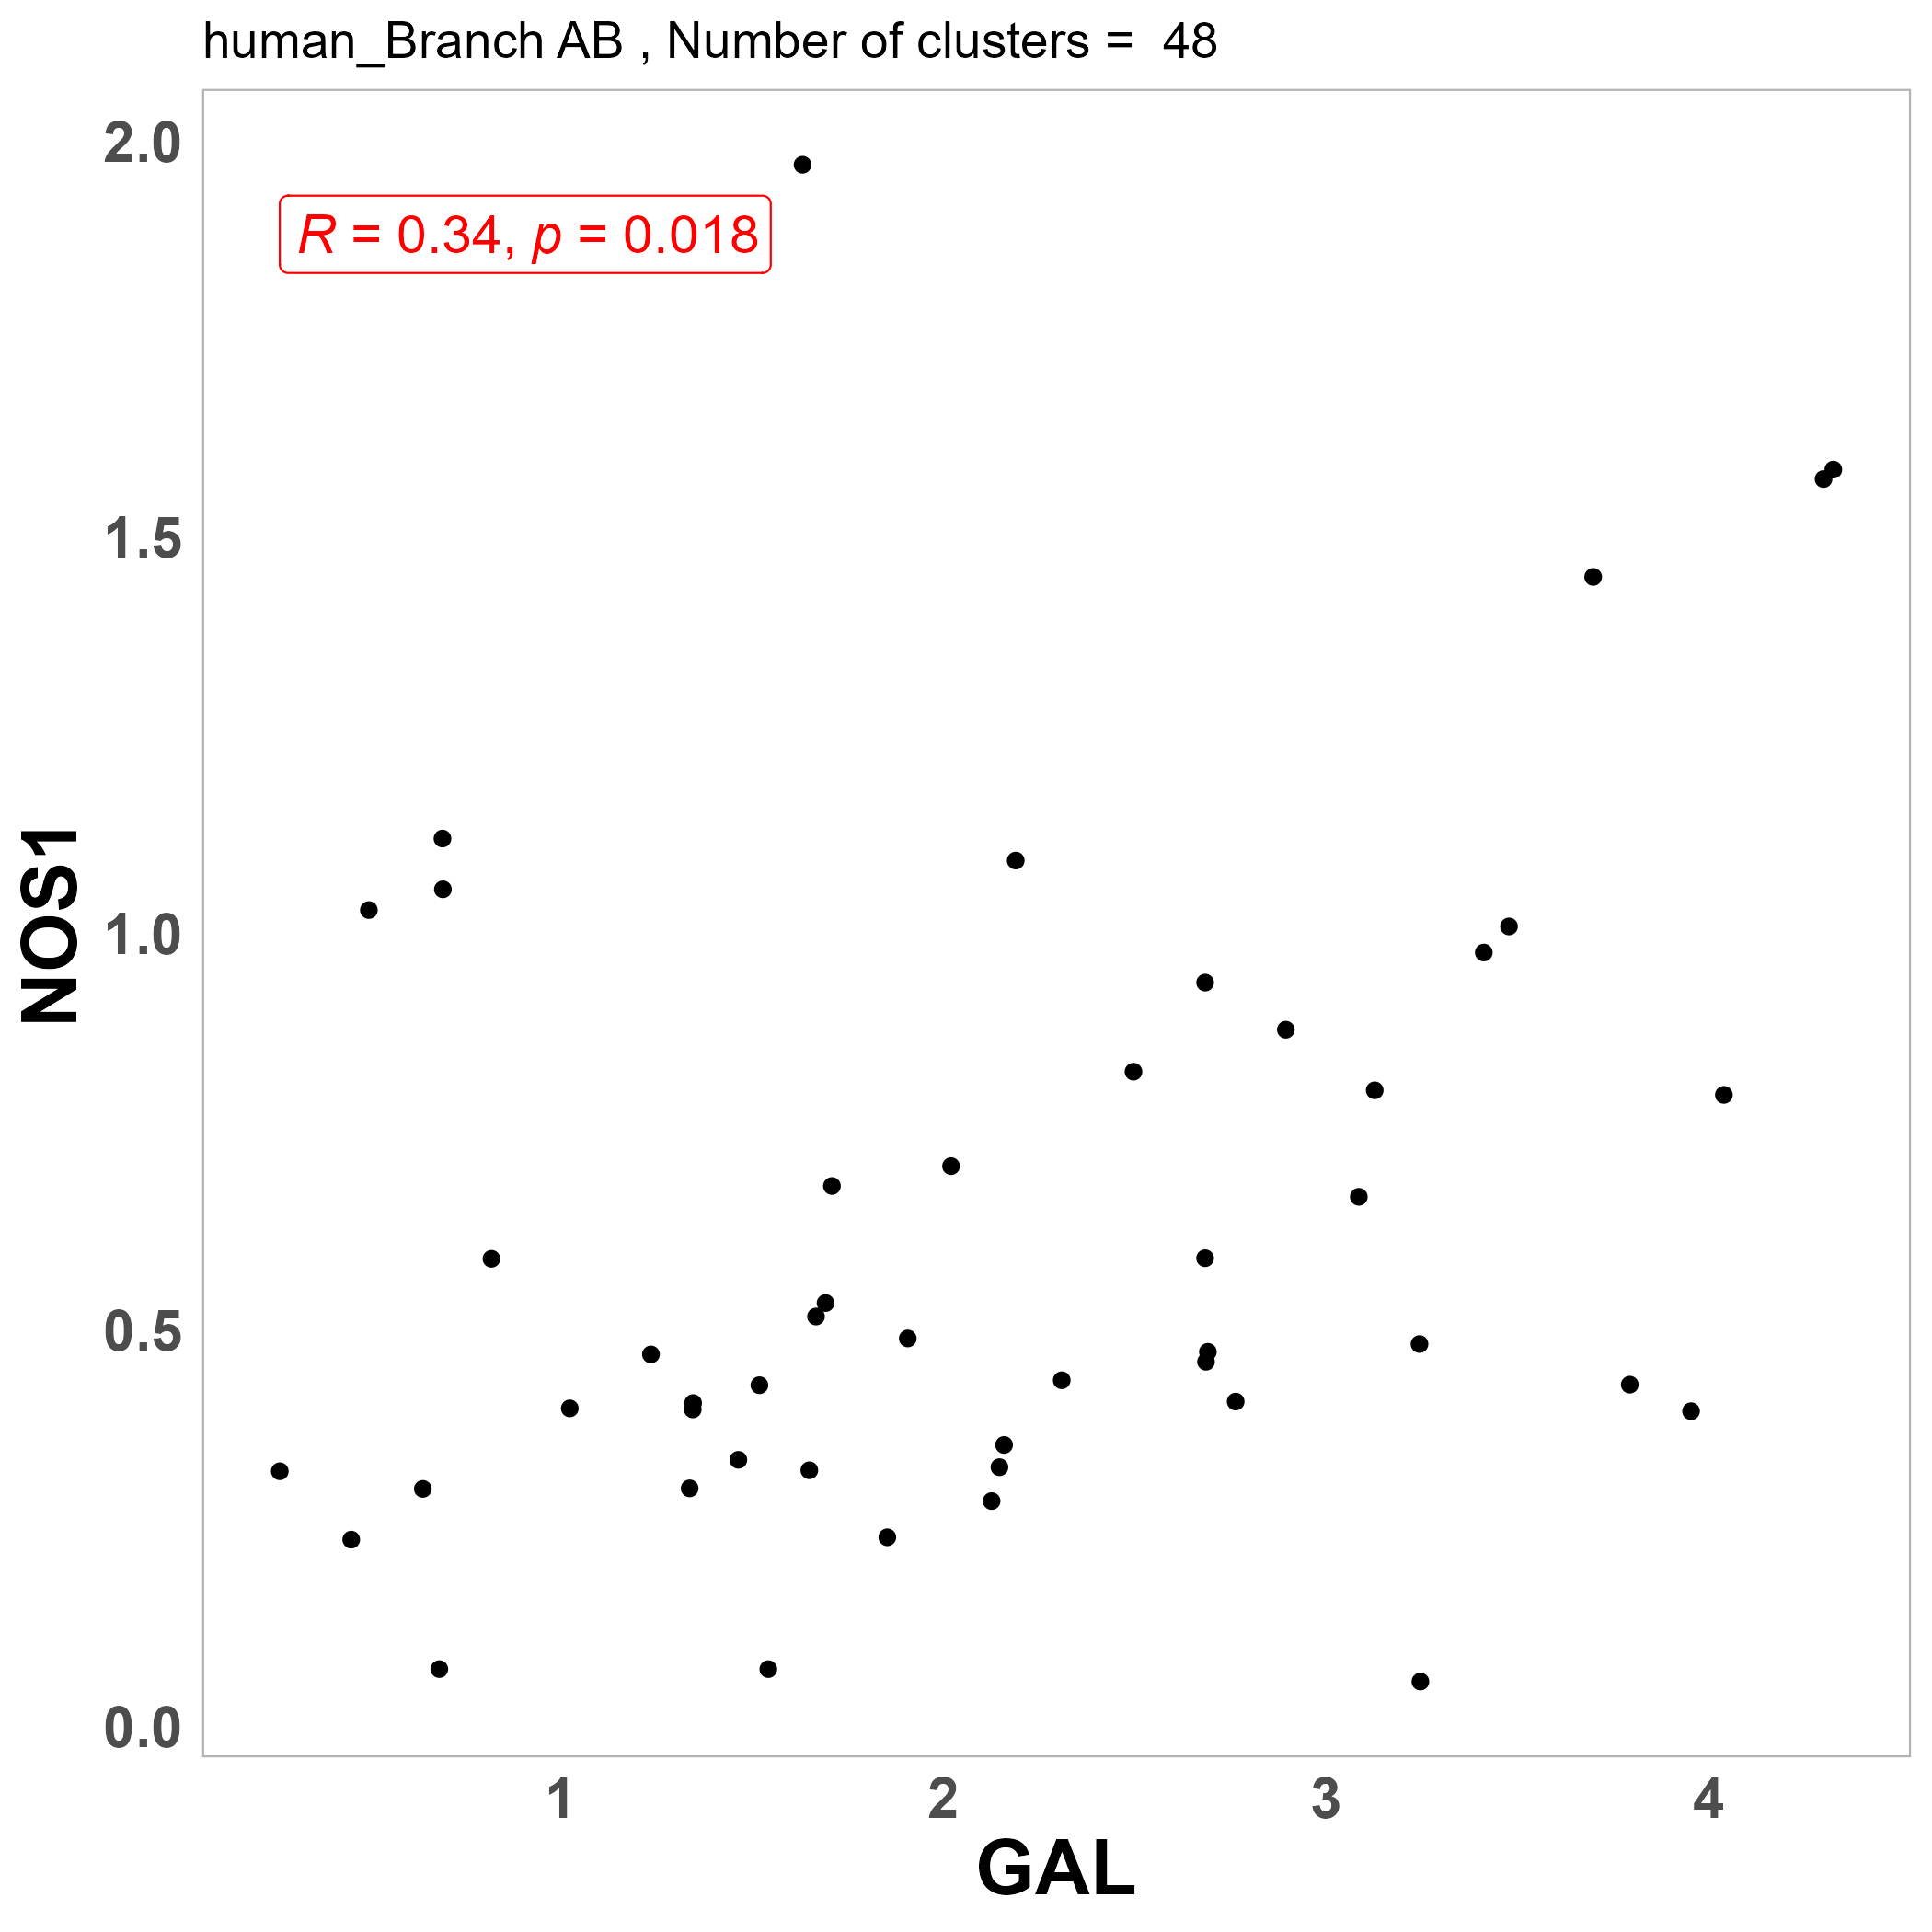 human_Branch AB , Number of clusters =  48
R = 0.34, p = 0.018
2.0
1.5
1.0
0.5
0.0
NOS1
1 2 3 4
GAL